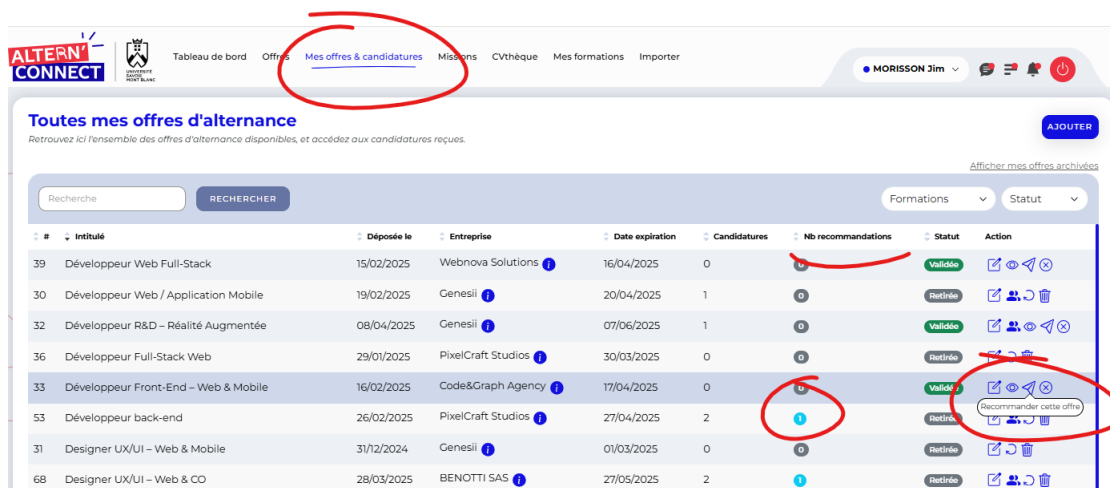 ALTERN'
CONNECT
UNIVERSITÉ
SAVOIE
MONT BLANC
Tableau de bord Offres Mes offres & candidatures Missions CVthèque Mes formations Importer
MORISSON Jim
Toutes mes offres d'alternance
Retrouvez ici l'ensemble des offres d'alternance disponibles, et accédez aux candidatures reçues.
AJOUTER
Afficher mes offres archivées
Recherche RECHERCHER Formations Statut
# Intitulé Déposée le Entreprise Date expiration Candidatures Nb recommandations Statut Action
39 Développeur Web Full-Stack 15/02/2025 Webnova Solutions i 16/04/2025 0 0 Validée
30 Développeur Web / Application Mobile 19/02/2025 Genesii i 20/04/2025 1 0 Retirée
32 Développeur R&D – Réalité Augmentée 08/04/2025 Genesii i 07/06/2025 1 0 Validée
36 Développeur Full-Stack Web 29/01/2025 PixelCraft Studios i 30/03/2025 0 0 Retirée
33 Développeur Front-End – Web & Mobile 16/02/2025 Code&Graph Agency i 17/04/2025 0 0 Validée
Recommander cette offre
53 Développeur back-end 26/02/2025 PixelCraft Studios i 27/04/2025 2 1 Retirée
31 Designer UX/UI – Web & Mobile 31/12/2024 Genesii i 01/03/2025 0 0 Retirée
68 Designer UX/UI – Web & CO 28/03/2025 BENOTTI SAS i 27/05/2025 2 1 Retirée